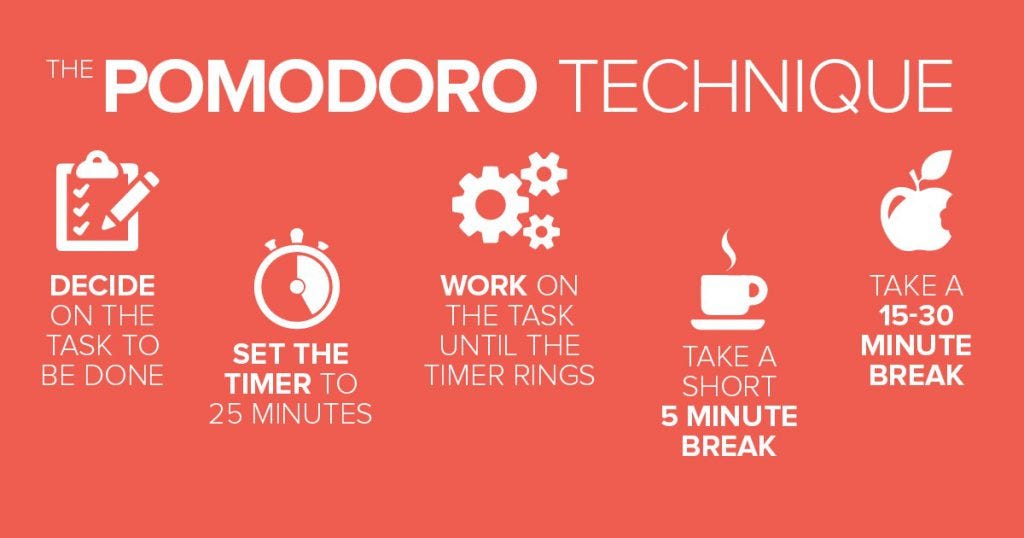 THE POMODORO TECHNIQUE
DECIDE
ON THE
TASK TO
BE DONE
SET THE
TIMER TO
25 MINUTES
WORK ON
THE TASK
UNTIL THE
TIMER RINGS
TAKE A
SHORT
5 MINUTE
BREAK
TAKE A
15-30
MINUTE
BREAK